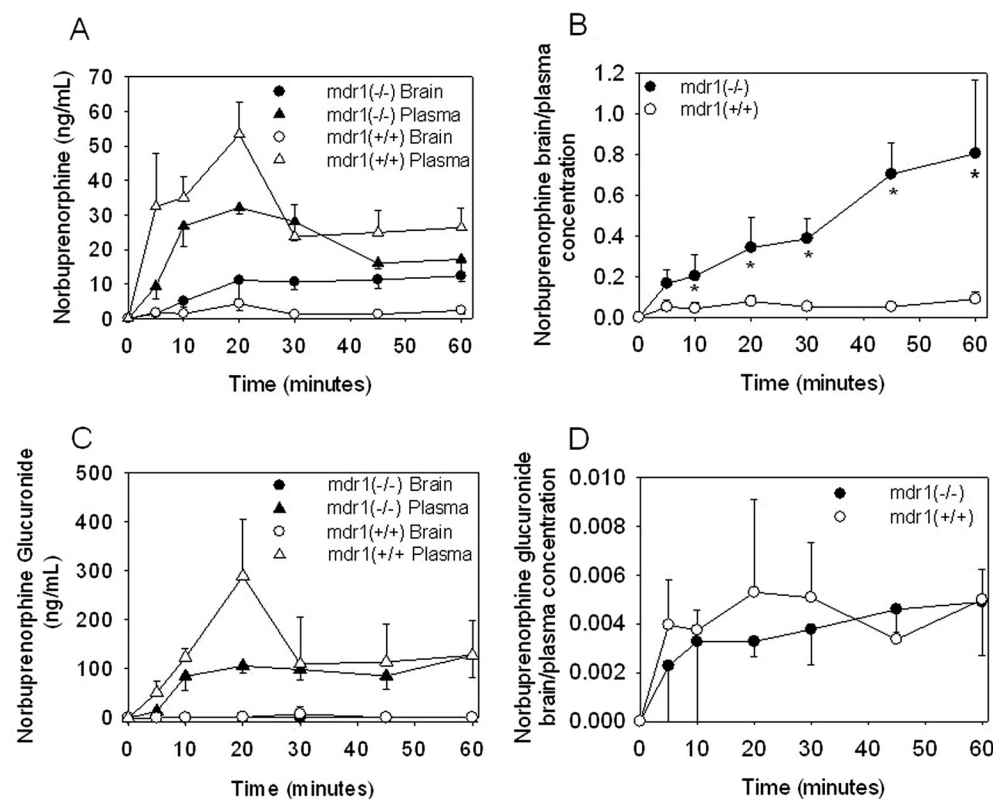 A
Norbuprenorphine (ng/mL)
70
60
50
40
30
20
10
0
mdr1(-/-) Brain
mdr1(-/-) Plasma
mdr1(+/+) Brain
mdr1(+/+) Plasma
0 10 20 30 40 50 60
Time (minutes)
B
Norbuprenorphine brain/plasma
concentration
1.2
1.0
0.8
0.6
0.4
0.2
0.0
mdr1(-/-)
mdr1(+/+)
* * * * *
0 10 20 30 40 50 60
Time (minutes)
C
Norbuprenorphine Glucuronide
(ng/mL)
500
400
300
200
100
0
mdr1(-/-) Brain
mdr1(-/-) Plasma
mdr1(+/+) Brain
mdr1(+/+ Plasma
0 10 20 30 40 50 60
Time (minutes)
D
Norbuprenorphine glucuronide
brain/plasma concentration
0.010
0.008
0.006
0.004
0.002
0.000
mdr1(-/-)
mdr1(+/+)
0 10 20 30 40 50 60
Time (minutes)